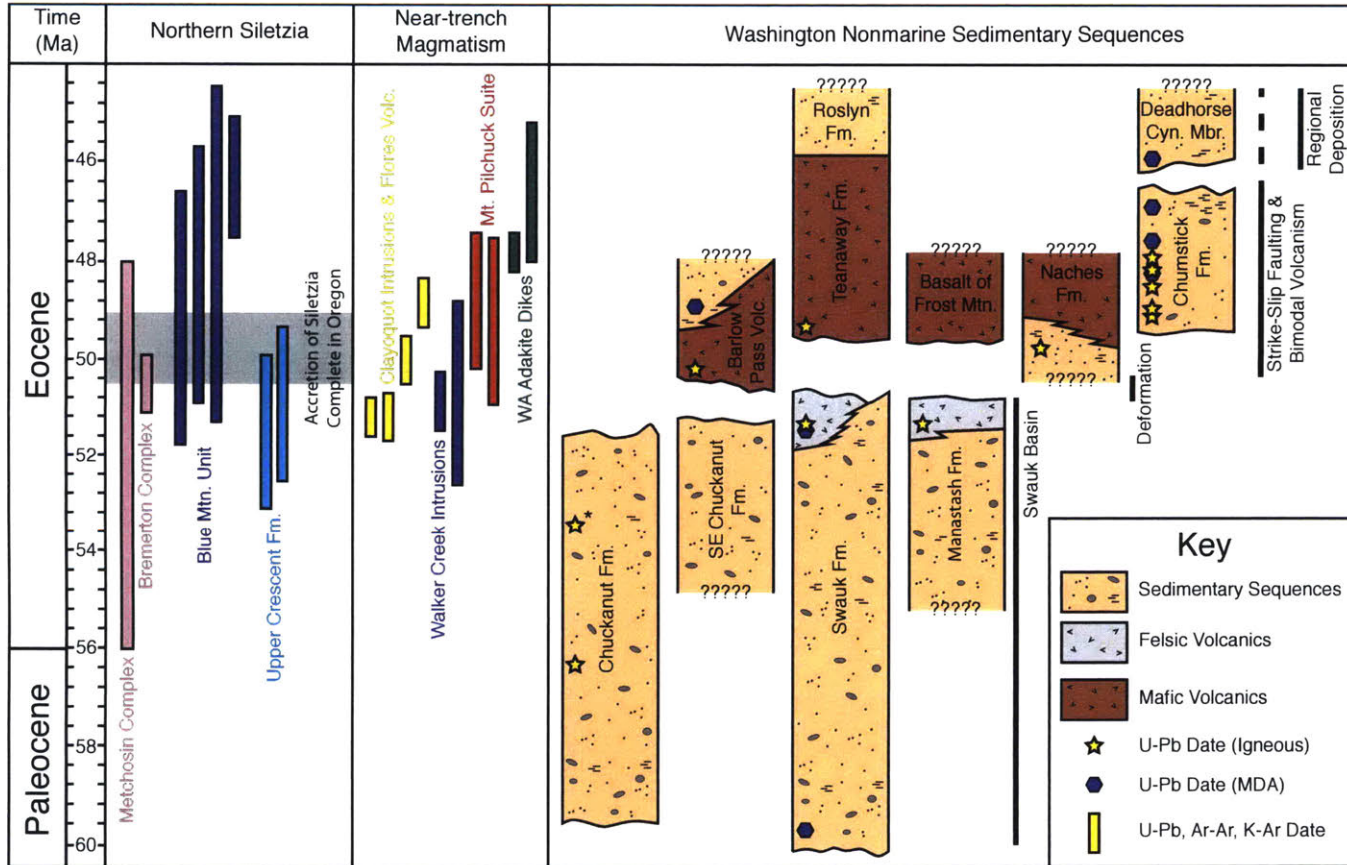 Time
(Ma)
Northern Siletzia
Near-trench
Magmatism
Washington Nonmarine Sedimentary Sequences
Eocene
Paleocene
46
48
50
52
54
56
58
60
Metchosin Complex
Bremerton Complex
Blue Mtn. Unit
Upper Crescent Fm.
Accretion of Siletzia
Complete in Oregon
Clayoquot Intrusions & Flores Volc.
Walker Creek Intrusions
Mt. Pilchuck Suite
WA Adakite Dikes
Chuckanut Fm.
*
?????
Barlow
Pass Volc.
SE Chuckanut
Fm.
?????
?????
Roslyn
Fm.
Teanaway Fm.
Swauk Fm.
?????
Basalt of
Frost Mtn.
Manastash Fm.
?????
?????
Naches
Fm.
?????
?????
Deadhorse
Cyn. Mbr.
Chumstick
Fm.
Regional
Deposition
Strike-Slip Faulting &
Bimodal Volcanism
Deformation
Swauk Basin
Key
Sedimentary Sequences
Felsic Volcanics
Mafic Volcanics
U-Pb Date (Igneous)
U-Pb Date (MDA)
U-Pb, Ar-Ar, K-Ar Date